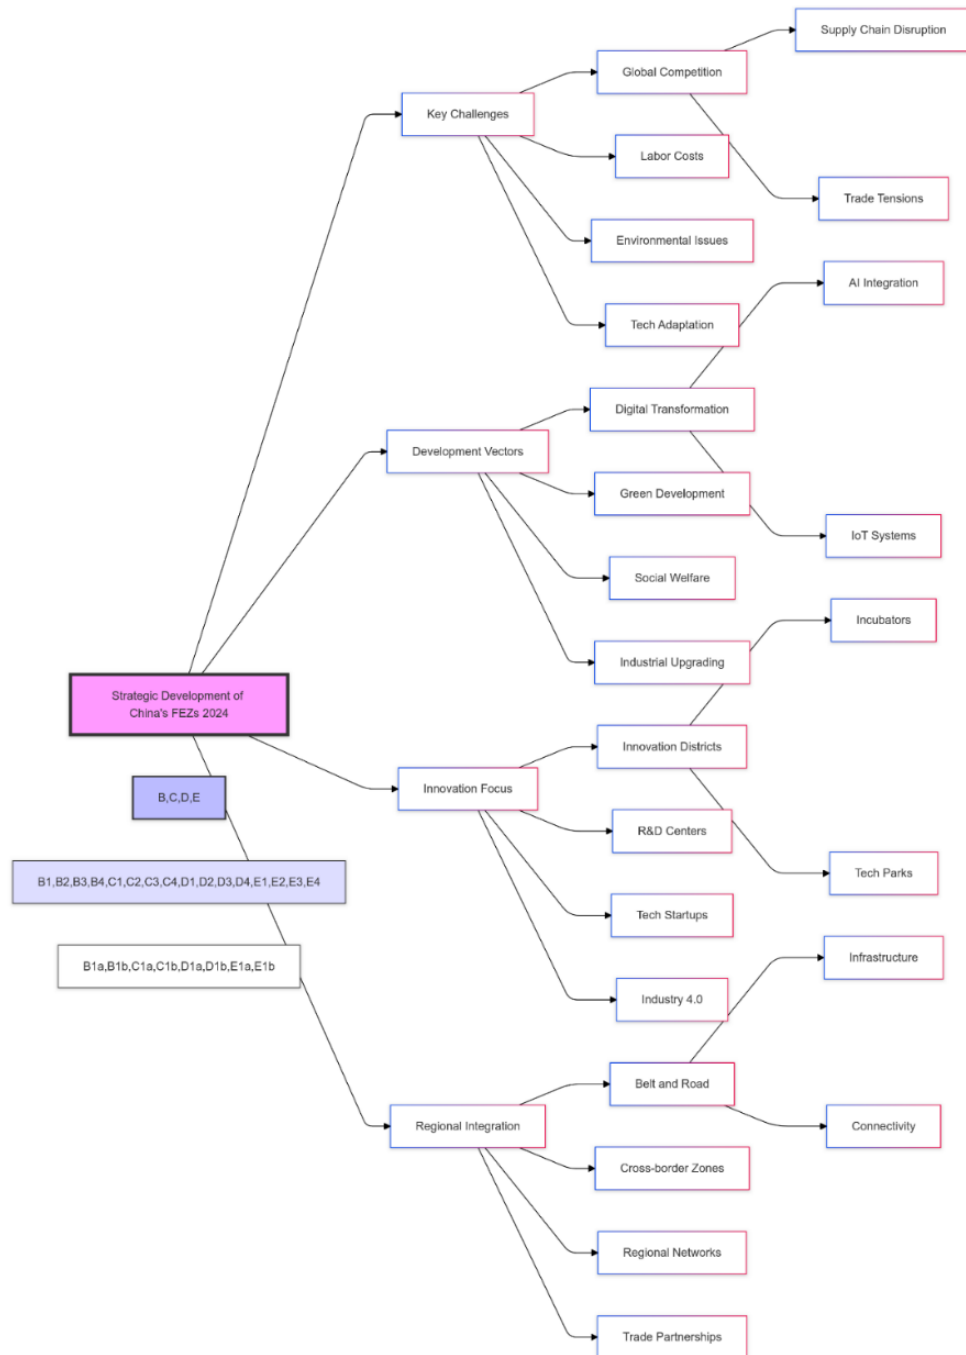 Supply Chain Disruption
Global Competition
Key Challenges
Labor Costs
Trade Tensions
Environmental Issues
AI Integration
Tech Adaptation
Digital Transformation
Development Vectors
Green Development
IoT Systems
Social Welfare
Incubators
Industrial Upgrading
Strategic Development of
China's FEZs 2024
Innovation Districts
Innovation Focus
B,C,D,E
R&D Centers
Tech Parks
B1,B2,B3,B4,C1,C2,C3,C4,D1,D2,D3,D4,E1,E2,E3,E4
Tech Startups
Infrastructure
B1a,B1b,C1a,C1b,D1a,D1b,E1a,E1b
Industry 4.0
Belt and Road
Regional Integration
Connectivity
Cross-border Zones
Regional Networks
Trade Partnerships